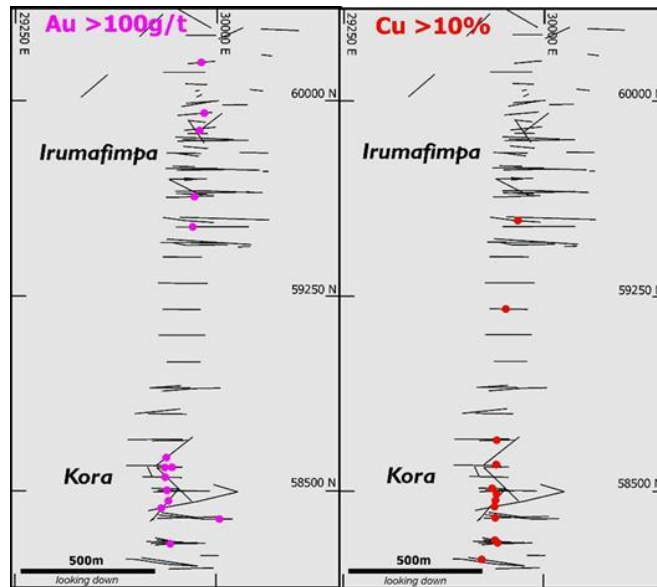 29250 E
Au >100g/t
30000 E
60000 N
Irumafimpa
59250 N
Kora
58500 N
500m
looking down
29250 E
Cu >10%
30000 E
60000 N
Irumafimpa
59250 N
Kora
58500 N
500m
looking down